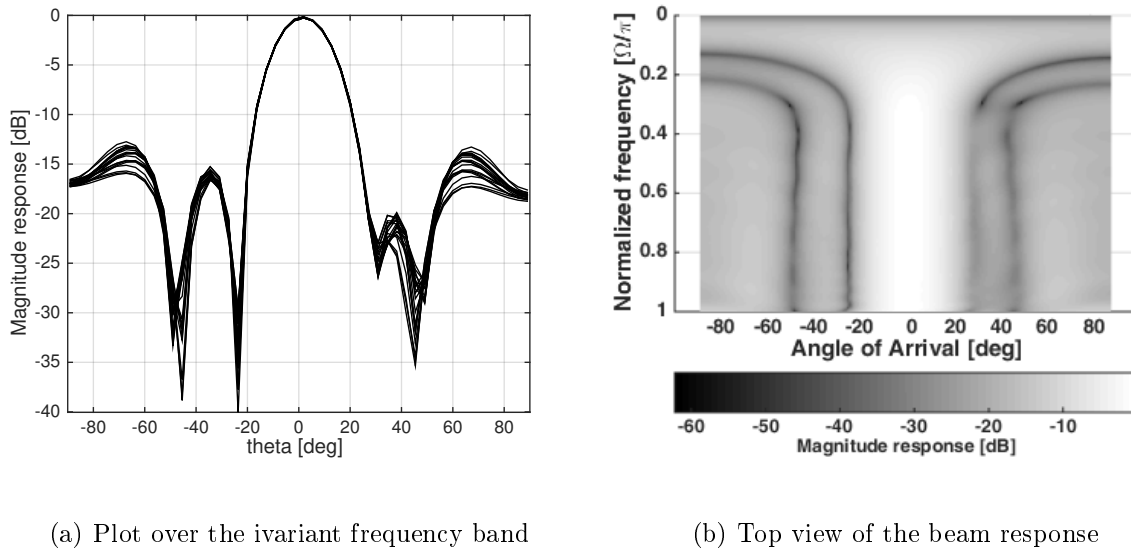 0
-5
-10
-15
-20
-25
-30
-35
-40
Magnitude response [dB]
-80 -60 -40 -20 0 20 40 60 80
theta [deg]
0
0.2
0.4
0.6
0.8
1
Normalized frequency [Ω/π]
-80 -60 -40 -20 0 20 40 60 80
Angle of Arrival [deg]
-60 -50 -40 -30 -20 -10
Magnitude response [dB]
(a) Plot over the ivariant frequency band
(b) Top view of the beam response